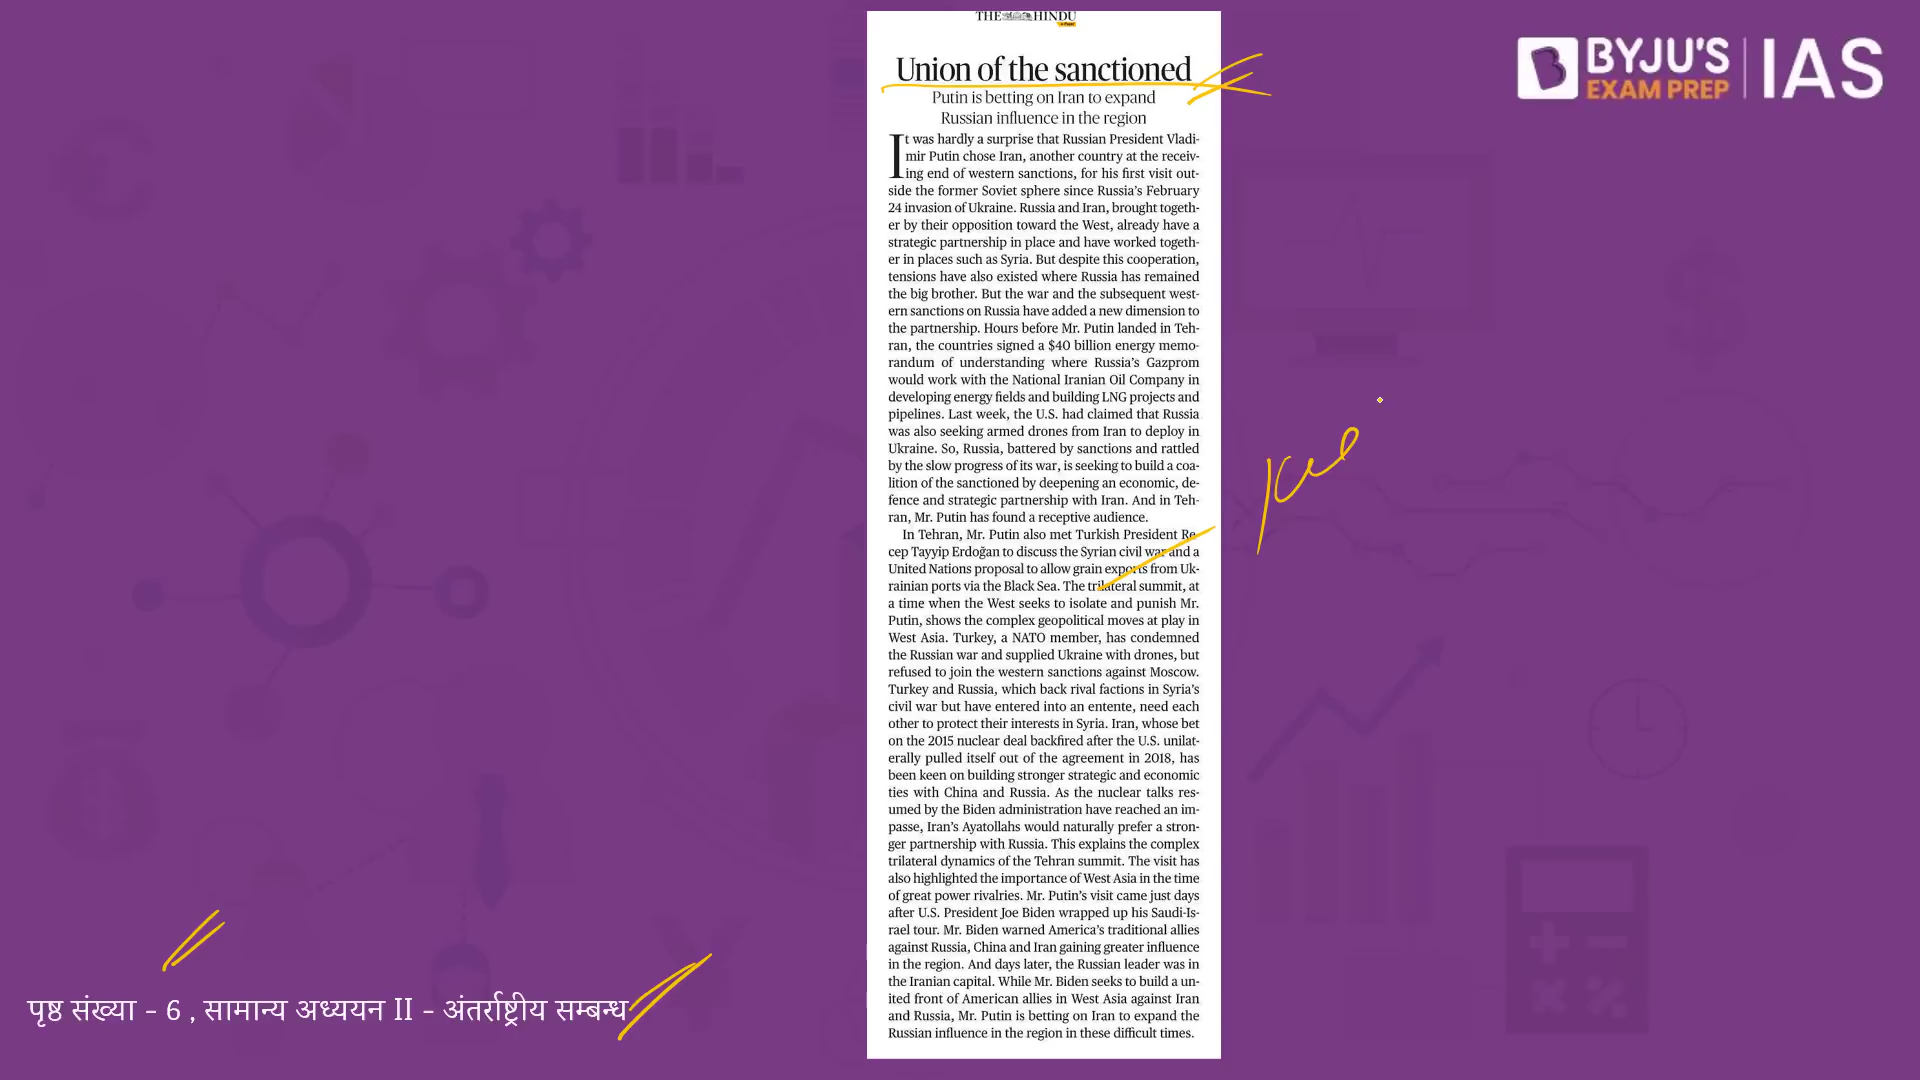 THE HINDU
BYJU'S
EXAM PREP
IAS
Union of the sanctioned
Putin is betting on Iran to expand
Russian influence in the region
It was hardly a surprise that Russian President Vladi-
mir Putin chose Iran, another country at the receiv-
ing end of western sanctions, for his first visit out-
side the former Soviet sphere since Russia's February
24 invasion of Ukraine. Russia and Iran, brought togeth-
er by their opposition toward the West, already have a
strategic partnership in place and have worked togeth-
er in places such as Syria. But despite this cooperation,
tensions have also existed where Russia has remained
the big brother. But the war and the subsequent west-
ern sanctions on Russia have added a new dimension to
the partnership. Hours before Mr. Putin landed in Teh-
ran, the countries signed a $40 billion energy memo-
randum of understanding where Russia's Gazprom
would work with the National Iranian Oil Company in
developing energy fields and building LNG projects and
pipelines. Last week, the U.S. had claimed that Russia
was also seeking armed drones from Iran to deploy in
Ukraine. So, Russia, battered by sanctions and rattled
by the slow progress of its war, is seeking to build a coa-
lition of the sanctioned by deepening an economic, de-
fence and strategic partnership with Iran. And in Teh-
ran, Mr. Putin has found a receptive audience.
In Tehran, Mr. Putin also met Turkish President Re-
cep Tayyip Erdoğan to discuss the Syrian civil war and a
United Nations proposal to allow grain exports from Uk-
rainian ports via the Black Sea. The trilateral summit, at
a time when the West seeks to isolate and punish Mr.
Putin, shows the complex geopolitical moves at play in
West Asia. Turkey, a NATO member, has condemned
the Russian war and supplied Ukraine with drones, but
refused to join the western sanctions against Moscow.
Turkey and Russia, which back rival factions in Syria's
civil war but have entered into an entente, need each
other to protect their interests in Syria. Iran, whose bet
on the 2015 nuclear deal backfired after the U.S. unilat-
erally pulled itself out of the agreement in 2018, has
been keen on building stronger strategic and economic
ties with China and Russia. As the nuclear talks res-
umed by the Biden administration have reached an im-
passe, Iran's Ayatollahs would naturally prefer a stron-
ger partnership with Russia. This explains the complex
trilateral dynamics of the Tehran summit. The visit has
also highlighted the importance of West Asia in the time
of great power rivalries. Mr. Putin's visit came just days
after U.S. President Joe Biden wrapped up his Saudi-Is-
rael tour. Mr. Biden warned America's traditional allies
against Russia, China and Iran gaining greater influence
in the region. And days later, the Russian leader was in
the Iranian capital. While Mr. Biden seeks to build a un-
ited front of American allies in West Asia against Iran
and Russia, Mr. Putin is betting on Iran to expand the
Russian influence in the region in these difficult times.
पृष्ठ संख्या - 6 , सामान्य अध्ययन II - अंतर्राष्ट्रीय सम्बन्ध